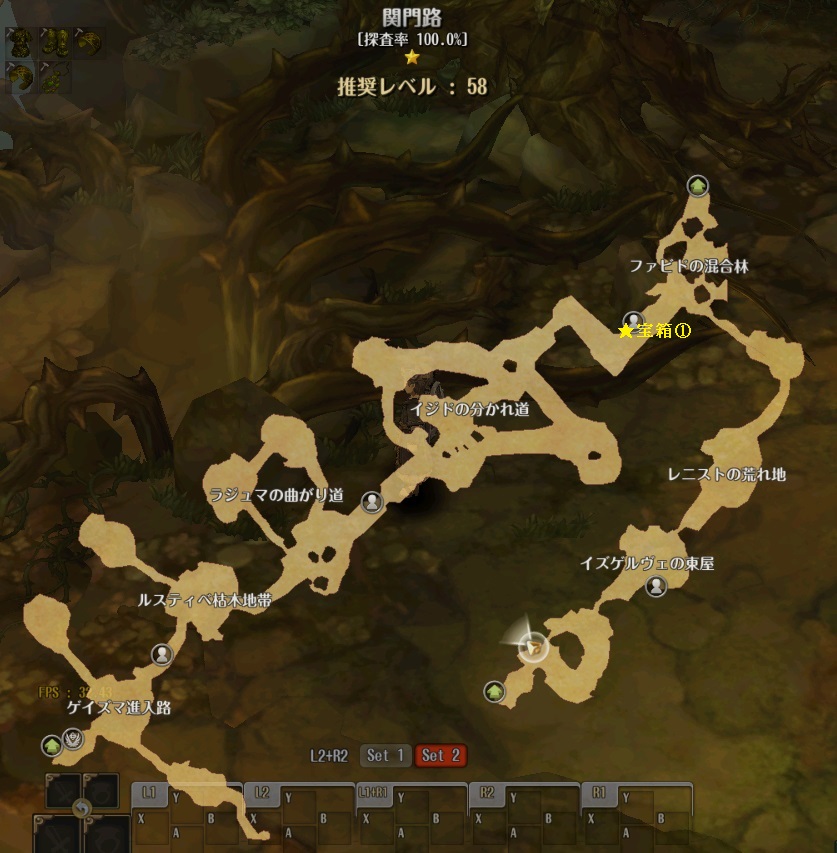 関門路
[探査率 100.0%]
推奨レベル : 58
ファビドの混合林
★宝箱①
イジドの分かれ道
レニストの荒れ地
ラジュマの曲がり道
イズゲルヴェの東屋
ルスティベ枯木地帯
ゲイズマ進入路
L2+R2 Set 1 Set 2
L1 Y L2 Y L1+R1 Y R2 Y R1 Y
X B X B X B X B X B
A A A A A